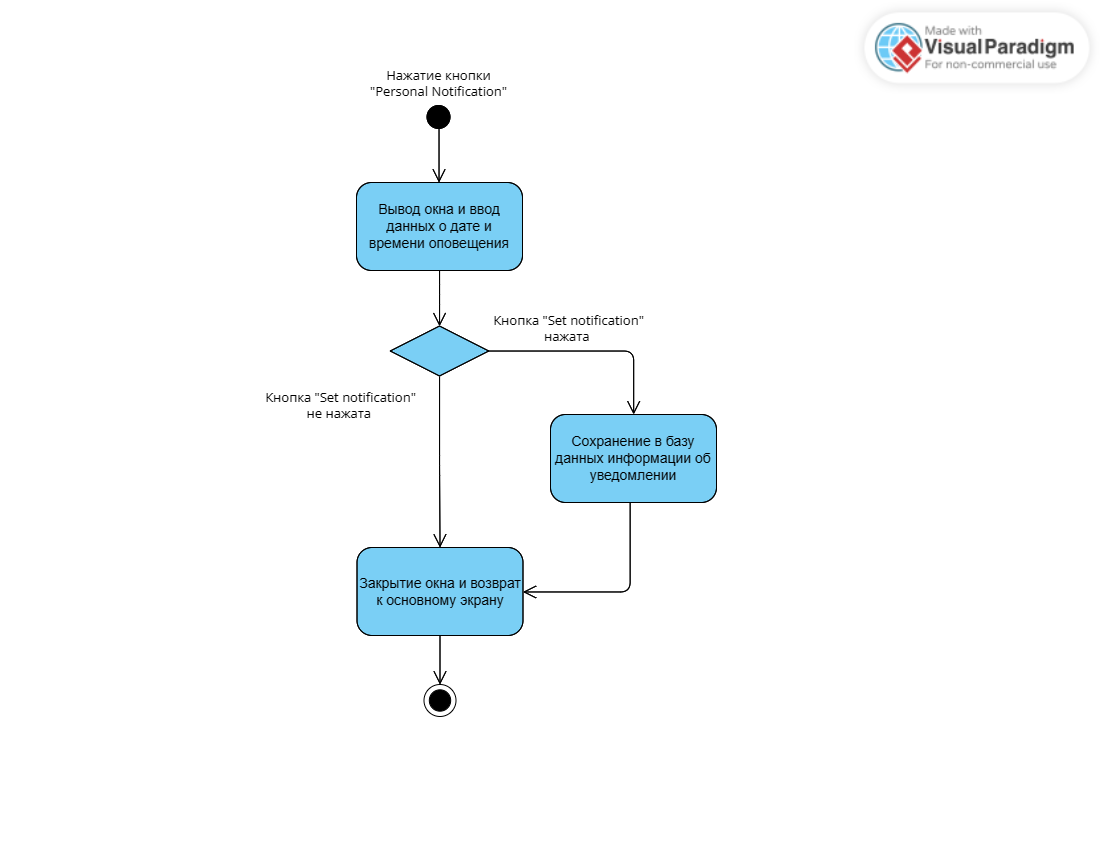 Made with
Visual Paradigm
For non-commercial use
Нажатие кнопки
"Personal Notification"
Вывод окна и ввод
данных о дате и
времени оповещения
Кнопка "Set notification"
нажата
Кнопка "Set notification"
не нажата
Сохранение в базу
данных информации об
уведомлении
Закрытие окна и возврат
к основному экрану